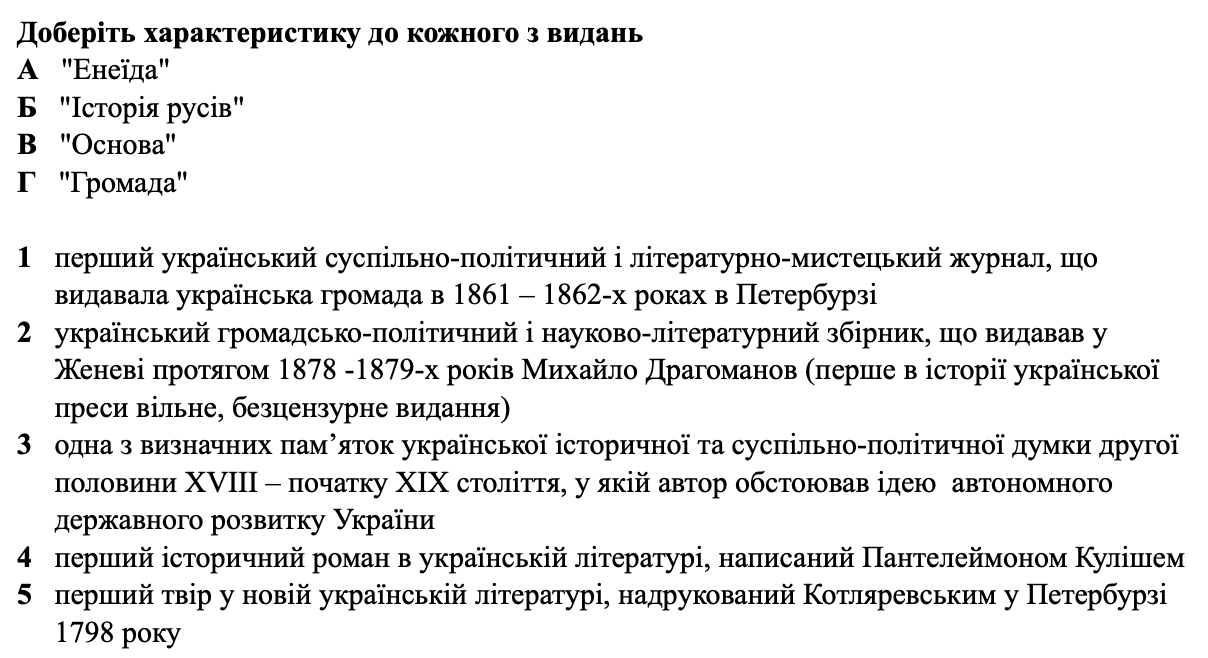 Доберіть характеристику до кожного з видань
А "Енеїда"
Б "Історія русів"
В "Основа"
Г "Громада"
1 перший український суспільно-політичний і літературно-мистецький журнал, що
видавала українська громада в 1861 – 1862-х роках в Петербурзі
2 український громадсько-політичний і науково-літературний збірник, що видавав у
Женеві протягом 1878 -1879-х років Михайло Драгоманов (перше в історії української
преси вільне, безцензурне видання)
3 одна з визначних пам’яток української історичної та суспільно-політичної думки другої
половини XVIII – початку XIX століття, у якій автор обстоював ідею автономного
державного розвитку України
4 перший історичний роман в українській літературі, написаний Пантелеймоном Кулішем
5 перший твір у новій українській літературі, надрукований Котляревським у Петербурзі
1798 року